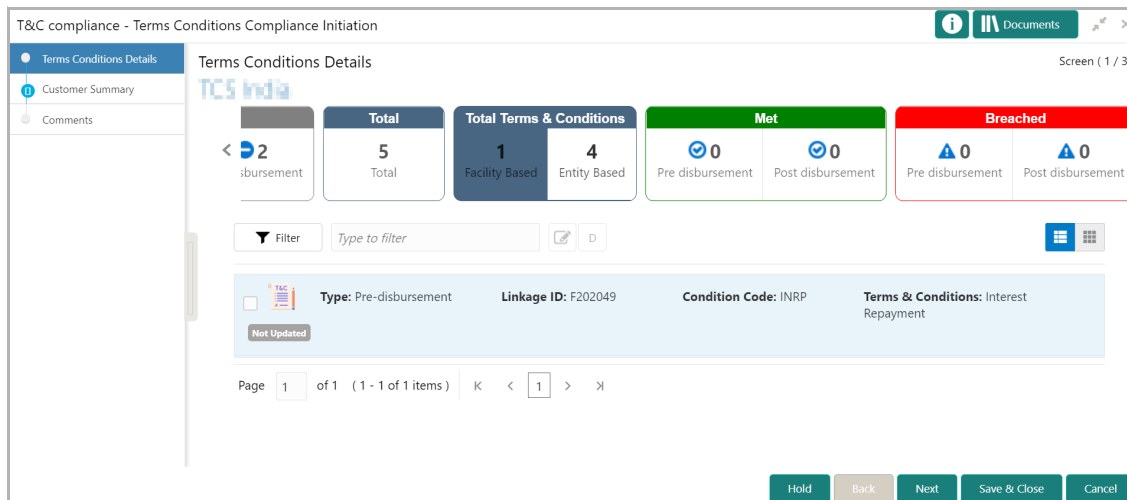 T&C compliance - Terms Conditions Compliance Initiation
i Documents
Terms Conditions Details
Customer Summary
Comments
Terms Conditions Details
Screen ( 1 / 3
TCS India
Total
Total Terms & Conditions
Met
Breached
2
5
1
4
0
0
0
0
sbursement
Total
Facility Based
Entity Based
Pre disbursement
Post disbursement
Pre disbursement
Post disbursement
Filter
Type to filter
D
T&C
Type: Pre-disbursement
Linkage ID: F202049
Condition Code: INRP
Terms & Conditions: Interest
Repayment
Not Updated
Page 1 of 1 ( 1 - 1 of 1 items ) 1
Hold
Back
Next
Save & Close
Cancel